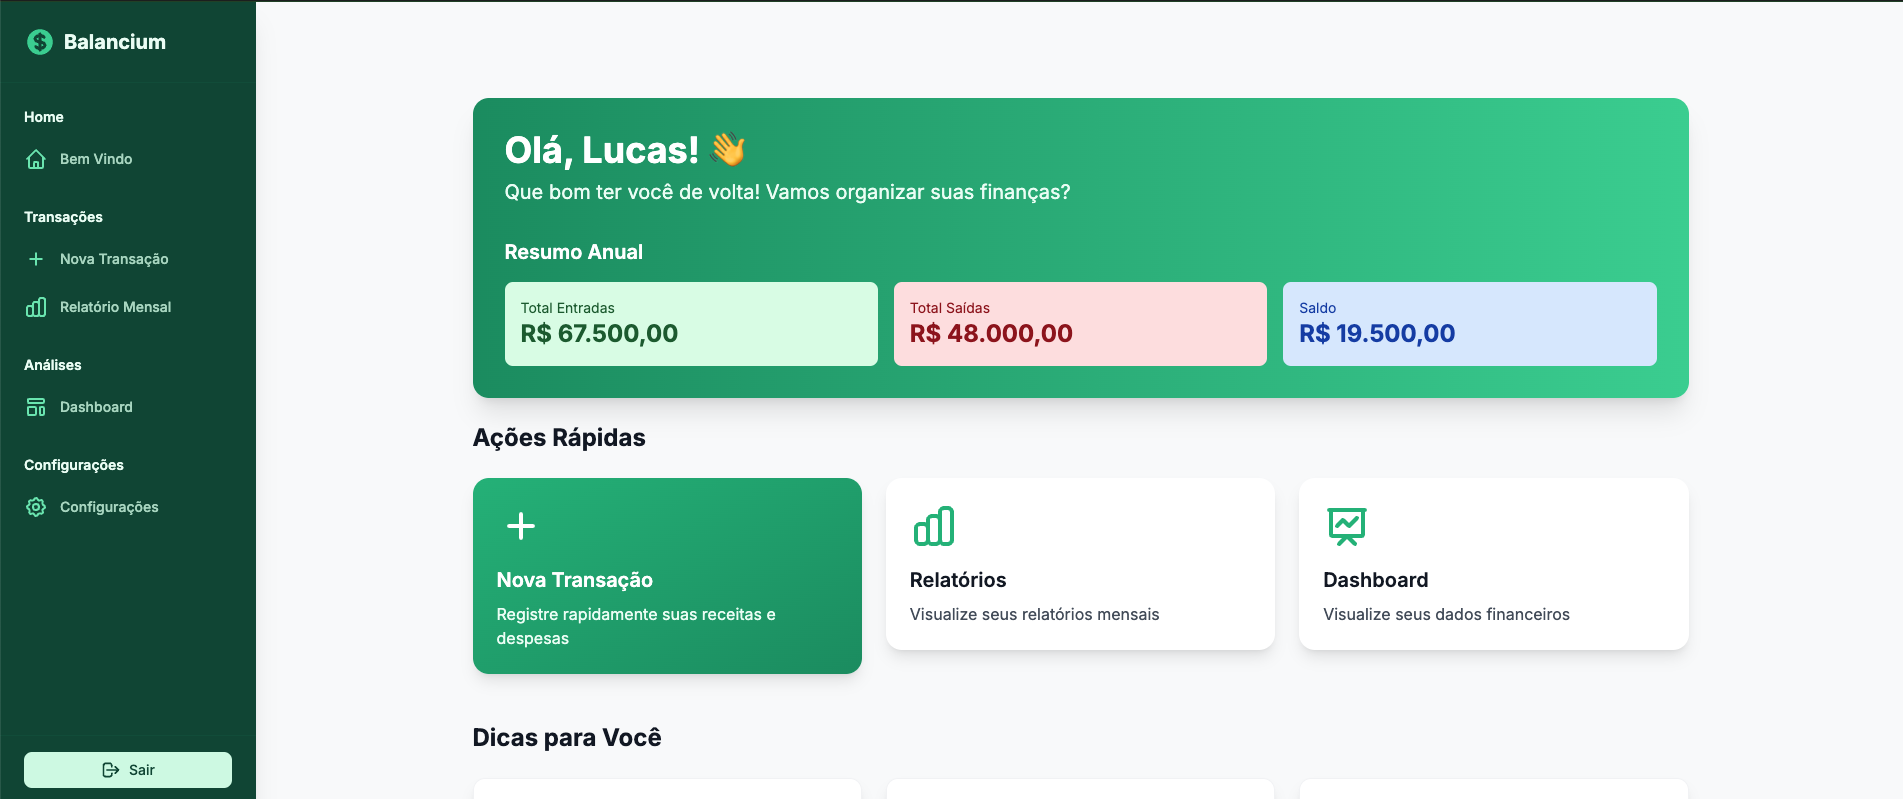 Balancium
Home
Bem Vindo
Transações
Nova Transação
Relatório Mensal
Análises
Dashboard
Configurações
Configurações
Sair
Olá, Lucas! 👋
Que bom ter você de volta! Vamos organizar suas finanças?
Resumo Anual
Total Entradas
R$ 67.500,00
Total Saídas
R$ 48.000,00
Saldo
R$ 19.500,00
Ações Rápidas
Nova Transação
Registre rapidamente suas receitas e
despesas
Relatórios
Visualize seus relatórios mensais
Dashboard
Visualize seus dados financeiros
Dicas para Você